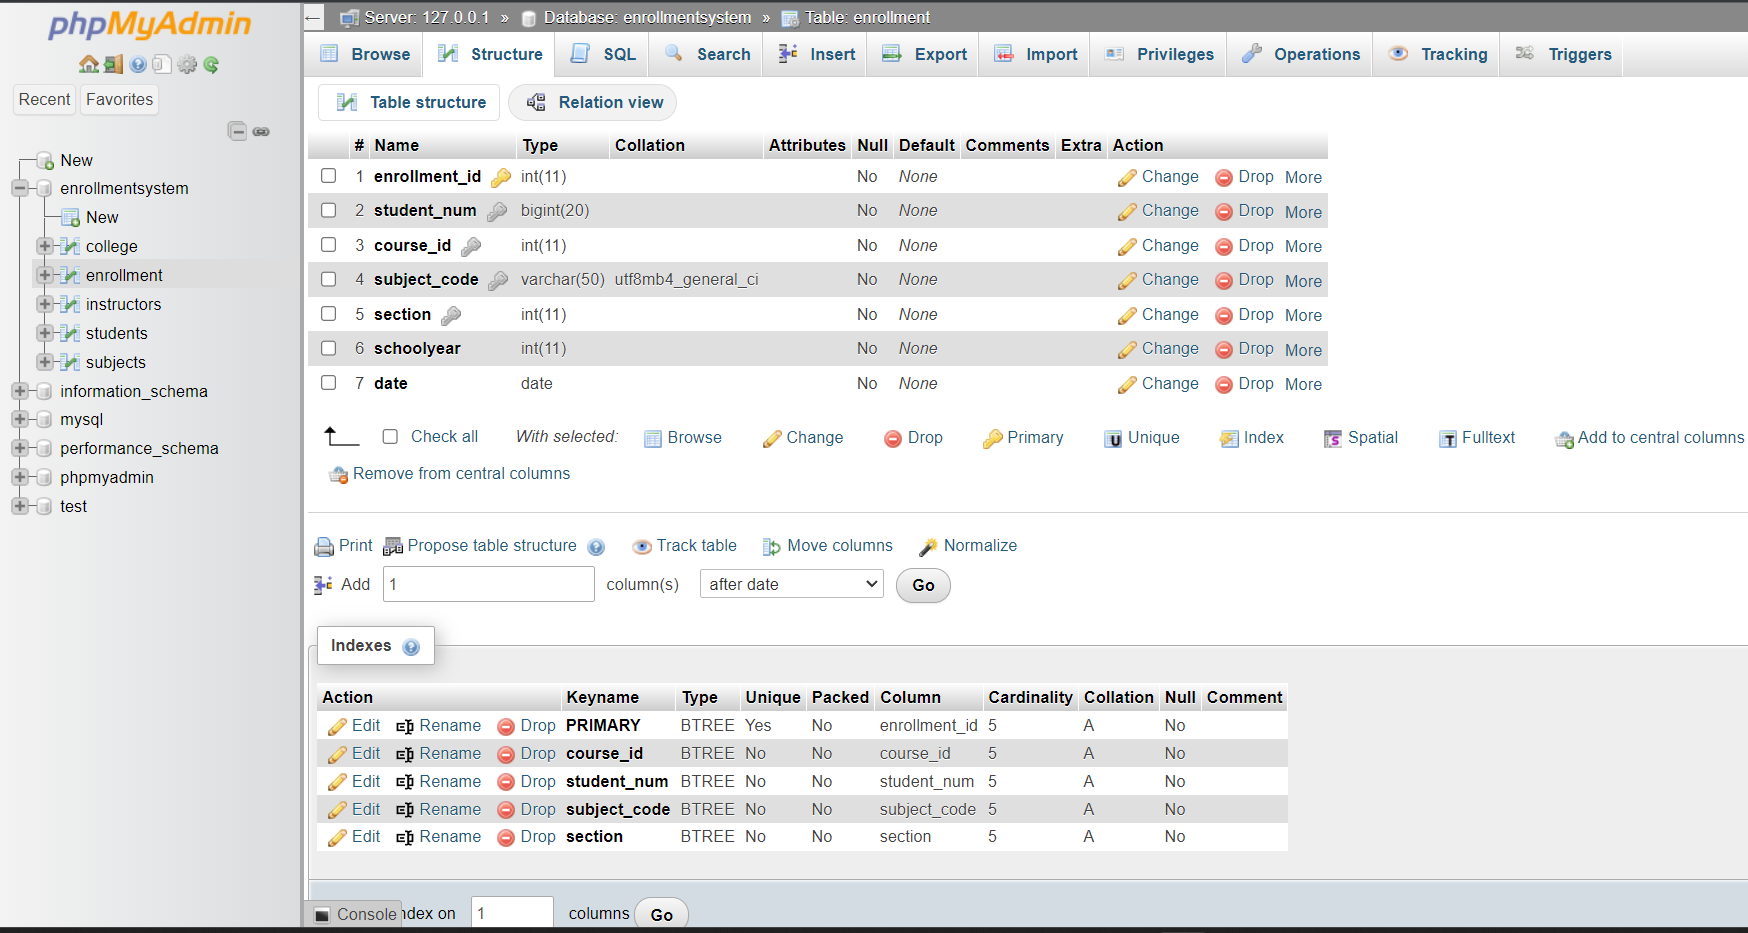 phpMyAdmin
Recent Favorites
New
enrollmentsystem
New
college
enrollment
instructors
students
subjects
information_schema
mysql
performance_schema
phpmyadmin
test
Server: 127.0.0.1 » Database: enrollmentsystem » Table: enrollment
Browse Structure SQL Search Insert Export Import Privileges Operations Tracking Triggers
Table structure Relation view
# Name Type Collation Attributes Null Default Comments Extra Action
1 enrollment_id int(11) No None Change Drop More
2 student_num bigint(20) No None Change Drop More
3 course_id int(11) No None Change Drop More
4 subject_code varchar(50) utf8mb4_general_ci No None Change Drop More
5 section int(11) No None Change Drop More
6 schoolyear int(11) No None Change Drop More
7 date date No None Change Drop More
Check all With selected: Browse Change Drop Primary Unique Index Spatial Fulltext Add to central columns
Remove from central columns
Print Propose table structure Track table Move columns Normalize
Add 1 column(s) after date Go
Indexes
Action Keyname Type Unique Packed Column Cardinality Collation Null Comment
Edit Rename Drop PRIMARY BTREE Yes No enrollment_id 5 A No
Edit Rename Drop course_id BTREE No No course_id 5 A No
Edit Rename Drop student_num BTREE No No student_num 5 A No
Edit Rename Drop subject_code BTREE No No subject_code 5 A No
Edit Rename Drop section BTREE No No section 5 A No
Console ndex on 1 columns Go